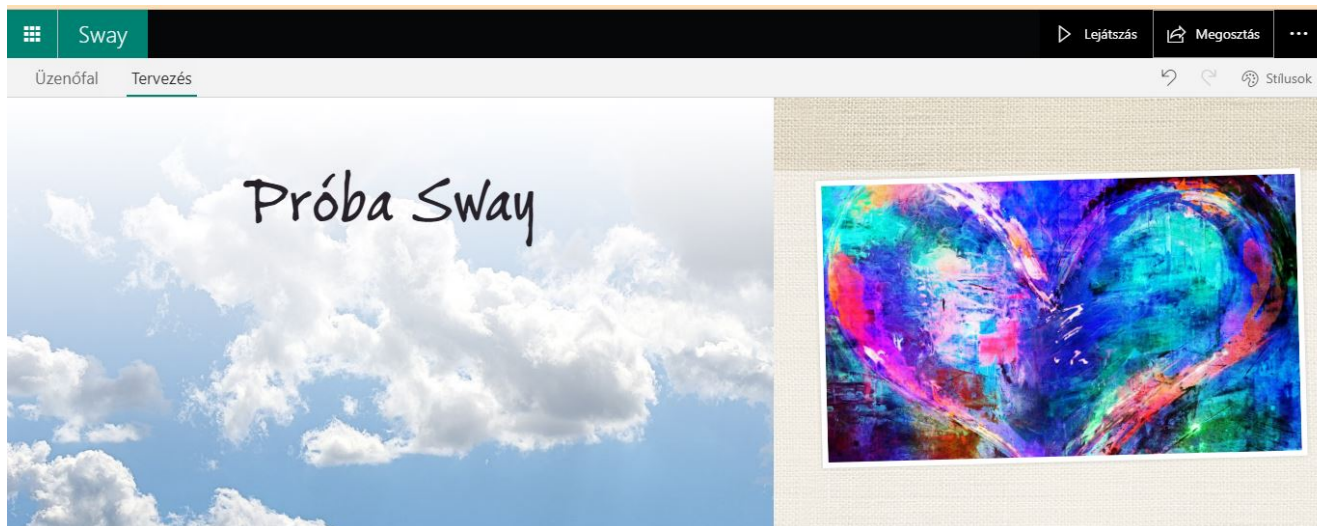 Sway
Lejátszás
Megosztás
Üzenőfal
Tervezés
Stílusok
Próba Sway